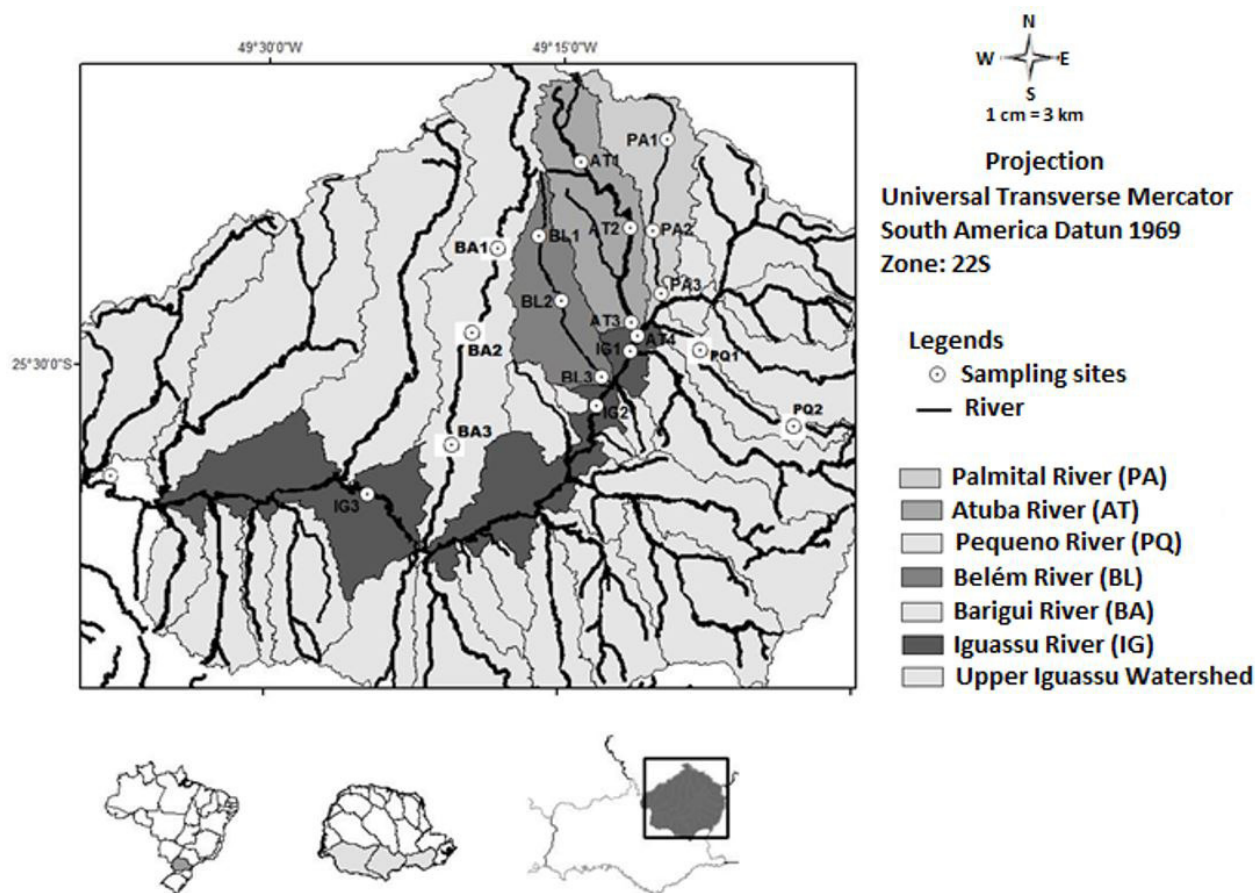 49°30'0"W
49°15'0"W
25°30'0"S
PA1
AT1
AT2
PA2
BA1
BL1
BL2
PA3
AT3
AT4
BA2
IG1
PQ1
BL3
IG2
PQ2
BA3
IG3
N
W E
S
1 cm = 3 km
Projection
Universal Transverse Mercator
South America Datun 1969
Zone: 22S
Legends
Sampling sites
River
Palmital River (PA)
Atuba River (AT)
Pequeno River (PQ)
Belém River (BL)
Barigui River (BA)
Iguassu River (IG)
Upper Iguassu Watershed